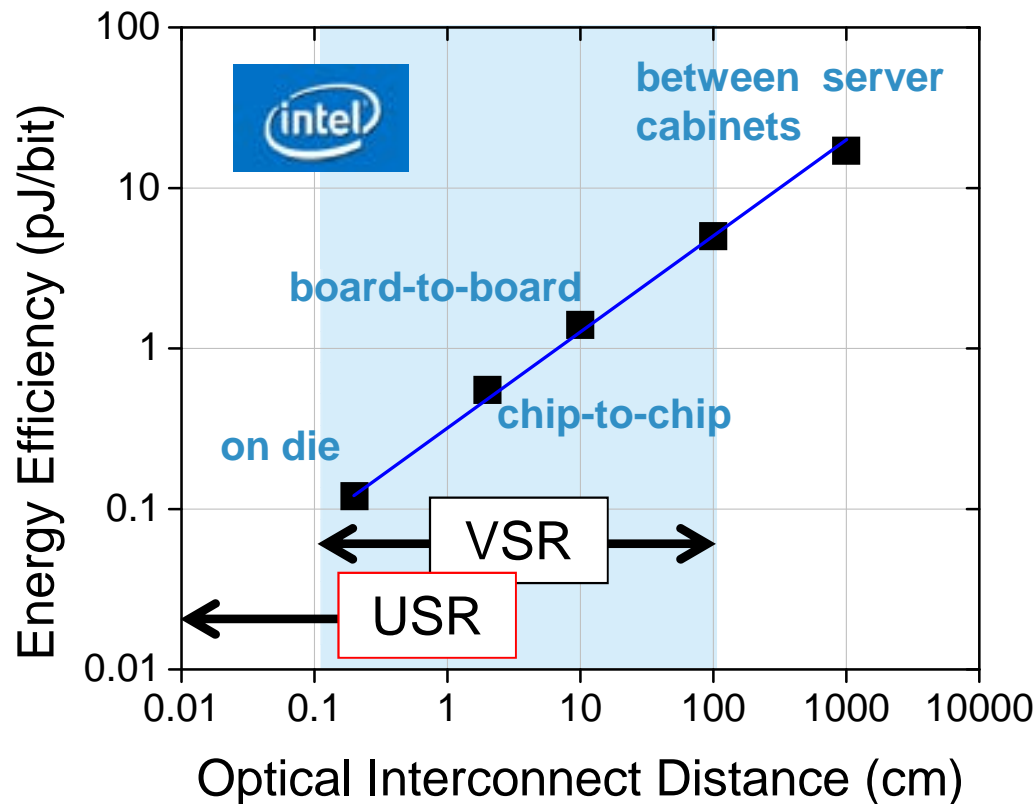 100
10
1
0.1
0.01
Energy Efficiency (pJ/bit)
intel
between server
cabinets
board-to-board
chip-to-chip
on die
VSR
USR
0.01
0.1
1
10
100
1000
10000
Optical Interconnect Distance (cm)